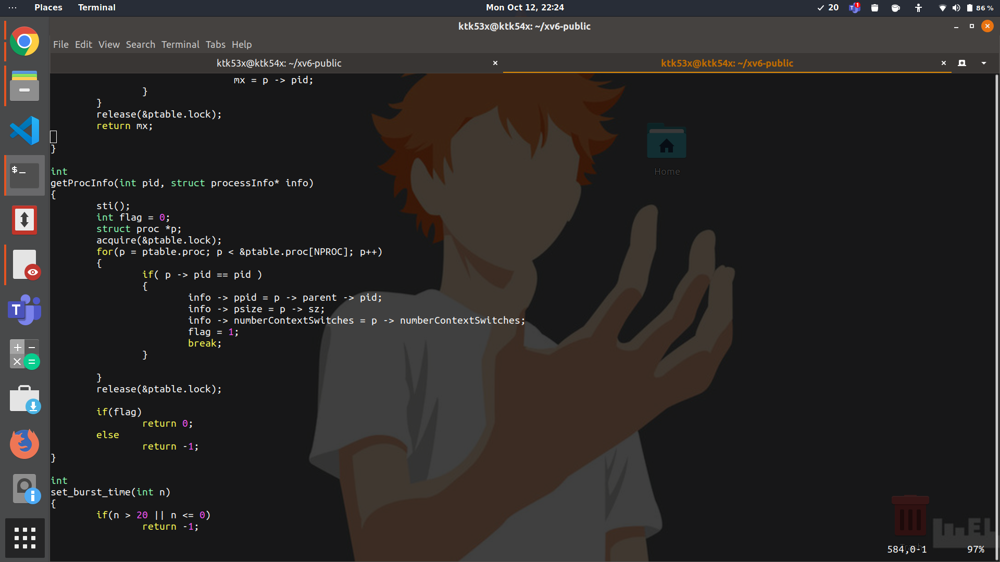 ··· Places Terminal Mon Oct 12, 22:24 20 1 86 %
ktk53x@ktk54x: ~/xv6-public
File Edit View Search Terminal Tabs Help
ktk53x@ktk54x: ~/xv6-public ktk53x@ktk54x: ~/xv6-public
mx = p -> pid;
}
}
release(&ptable.lock);
return mx;
}
int
getProcInfo(int pid, struct processInfo* info)
{
sti();
int flag = 0;
struct proc *p;
acquire(&ptable.lock);
for(p = ptable.proc; p < &ptable.proc[NPROC]; p++)
{
if( p -> pid == pid )
{
info -> ppid = p -> parent -> pid;
info -> psize = p -> sz;
info -> numberContextSwitches = p -> numberContextSwitches;
flag = 1;
break;
}
}
release(&ptable.lock);
if(flag)
return 0;
else
return -1;
}
int
set_burst_time(int n)
{
if(n > 20 || n <= 0)
return -1;
584,0-1 97%
Home
Trash
$_
T